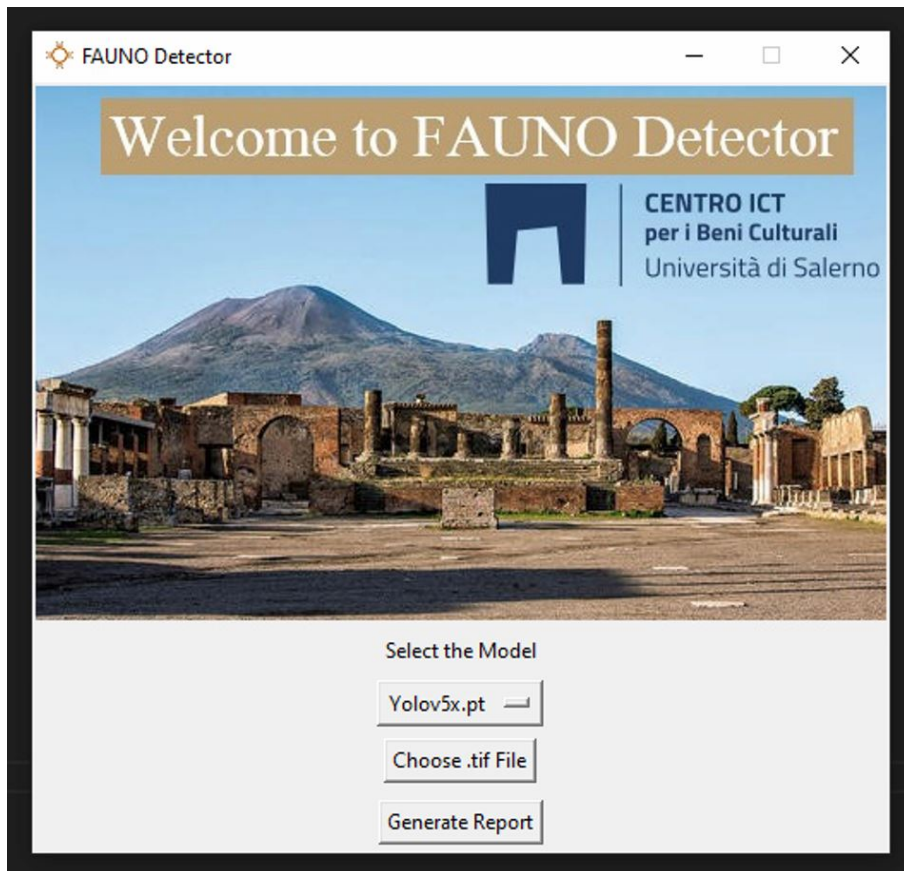 FAUNO Detector
Welcome to FAUNO Detector
CENTRO ICT
per i Beni Culturali
Università di Salerno
Select the Model
Yolov5x.pt
Choose .tif File
Generate Report